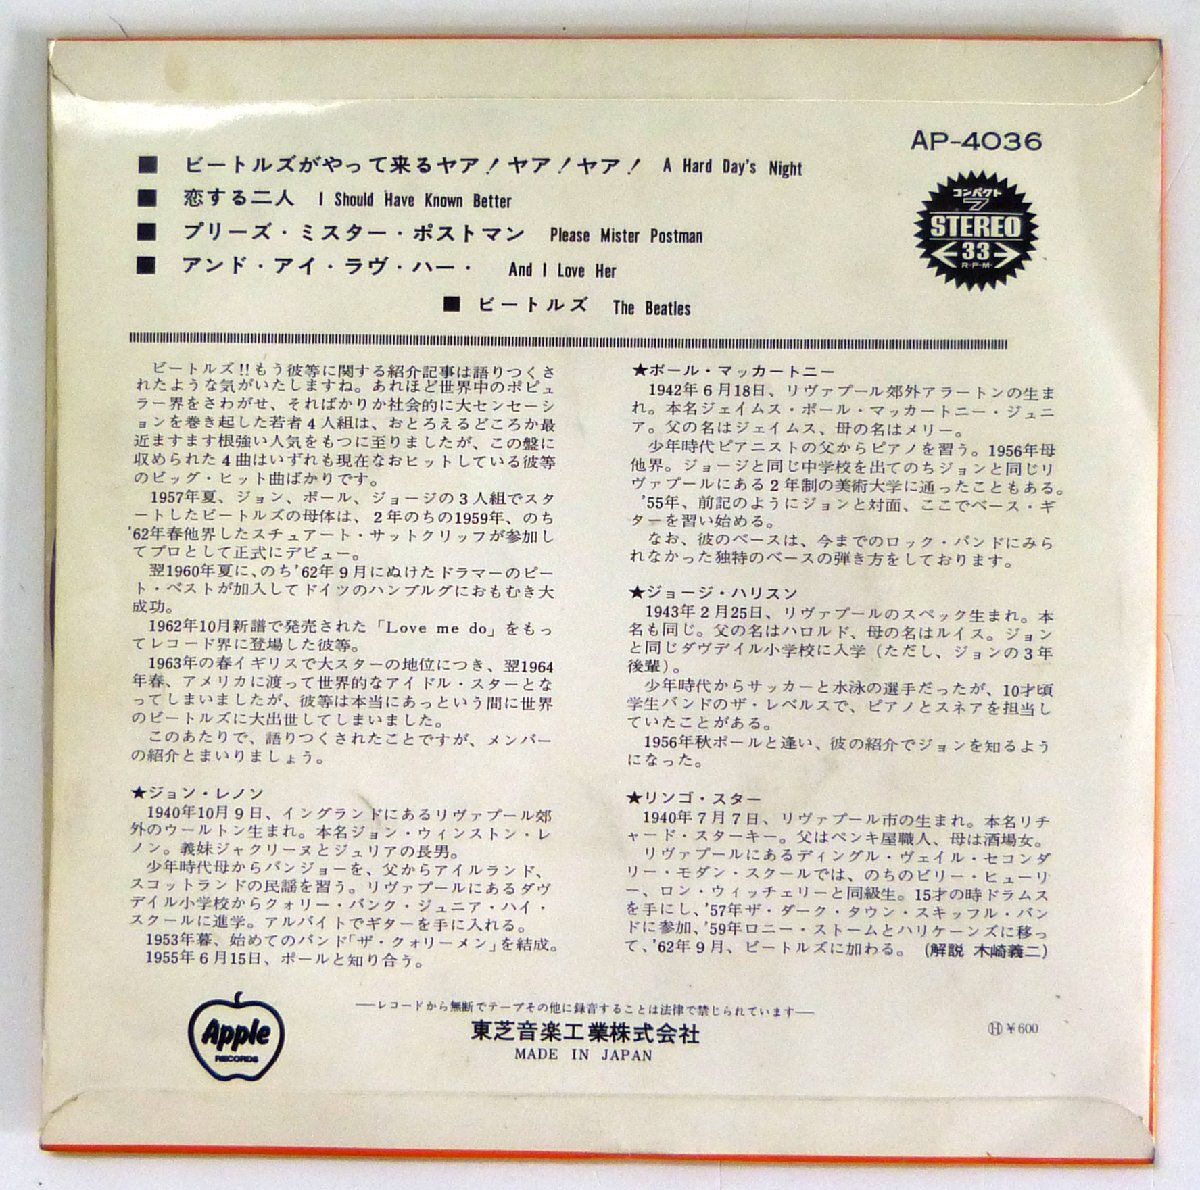 AP-4036
■ ビートルズがやって来るヤア！ヤア！ヤア！ A Hard Day's Night
■ 恋する二人 I Should Have Known Better
■ プリーズ・ミスター・ポストマン Please Mister Postman
■ アンド・アイ・ラヴ・ハー・ And I Love Her
■ ビートルズ The Beatles
コンパクト
7
STEREO
33
R・P・M・
ビートルズ!!もう彼等に関する紹介記事は語りつくさ
れたような気がいたしますね。あれほど世界中のポピュ
ラー界をさわがせ、そればかりか社会的に大センセーシ
ョンを巻き起した若者4人組は、おとろえるどころか最
近ますます根強い人気をもつに至りましたが、この盤に
収められた4曲はいずれも現在なおヒットしている彼等
のビッグ・ヒット曲ばかりです。
1957年夏、ジョン、ポール、ジョージの3人組でスタ
ートしたビートルズの母体は、2年のちの1959年、のち
'62年春他界したスチュアート・サットクリッフが参加し
てプロとして正式にデビュー。
翌1960年夏に、のち'62年9月にぬけたドラマーのピー
ト・ベストが加入してドイツのハンブルグにおもむき大
成功。
1962年10月新譜で発売された「Love me do」をもっ
てレコード界に登場した彼等。
1963年の春イギリスで大スターの地位につき、翌1964
年春、アメリカに渡って世界的なアイドル・スターとな
ってしまいましたが、彼等は本当にあっという間に世界
のビートルズに大出世してしまいました。
このあたりで、語りつくされたことですが、メンバー
の紹介とまいりましょう。
★ジョン・レノン
1940年10月9日、イングランドにあるリヴァプール郊
外のウールトン生まれ。本名ジョン・ウィンストン・レ
ノン。義妹ジャクリーヌとジュリアの長男。
少年時代母からバンジョーを、父からアイルランド、
スコットランドの民謡を習う。リヴァプールにあるダヴ
デイル小学校からクォリー・バンク・ジュニア・ハイ・
スクールに進学。アルバイトでギターを手に入れる。
1953年暮、始めてのバンド「ザ・クォリーメン」を結成。
1955年6月15日、ポールと知り合う。
★ポール・マッカートニー
1942年6月18日、リヴァプール郊外アラートンの生ま
れ。本名ジェイムス・ポール・マッカートニー・ジュニ
ア。父の名はジェイムス、母の名はメリー。
少年時代ピアニストの父からピアノを習う。1956年母
他界。ジョージと同じ中学校を出てのちジョンと同じリ
ヴァプールにある2年制の美術大学に通ったこともある。
'55年、前記のようにジョンと対面、ここでベース・ギ
ターを習い始める。
なお、彼のベースは、今までのロック・バンドにみら
れなかった独特のベースの弾き方をしております。
★ジョージ・ハリスン
1943年2月25日、リヴァプールのスペック生まれ。本
名も同じ。父の名はハロルド、母の名はルイス。ジョン
と同じダヴデイル小学校に入学（ただし、ジョンの3年
後輩）。
少年時代からサッカーと水泳の選手だったが、10才頃
学生バンドのザ・レベルスで、ピアノとスネアを担当し
ていたことがある。
1956年秋ポールと逢い、彼の紹介でジョンを知るよう
になった。
★リンゴ・スター
1940年7月7日、リヴァプール市の生まれ。本名リチ
ャード・スターキー。父はペンキ屋職人、母は酒場女。
リヴァプールにあるディングル・ヴェイル・セコンダ
リー・モダン・スクールでは、のちのビリー・ヒューリ
ー、ロン・ウィッチェリーと同級生。15才の時ドラムス
を手にし、'57年ザ・ダーク・タウン・スキッフル・バン
ドに参加、'59年ロニー・ストームとハリケーンズに移っ
て、'62年9月、ビートルズに加わる。（解説 木崎義二）
Apple
RECORDS
―レコードから無断でテープその他に録音することは法律で禁じられています―
東芝音楽工業株式会社
MADE IN JAPAN
Ⓗ ¥600